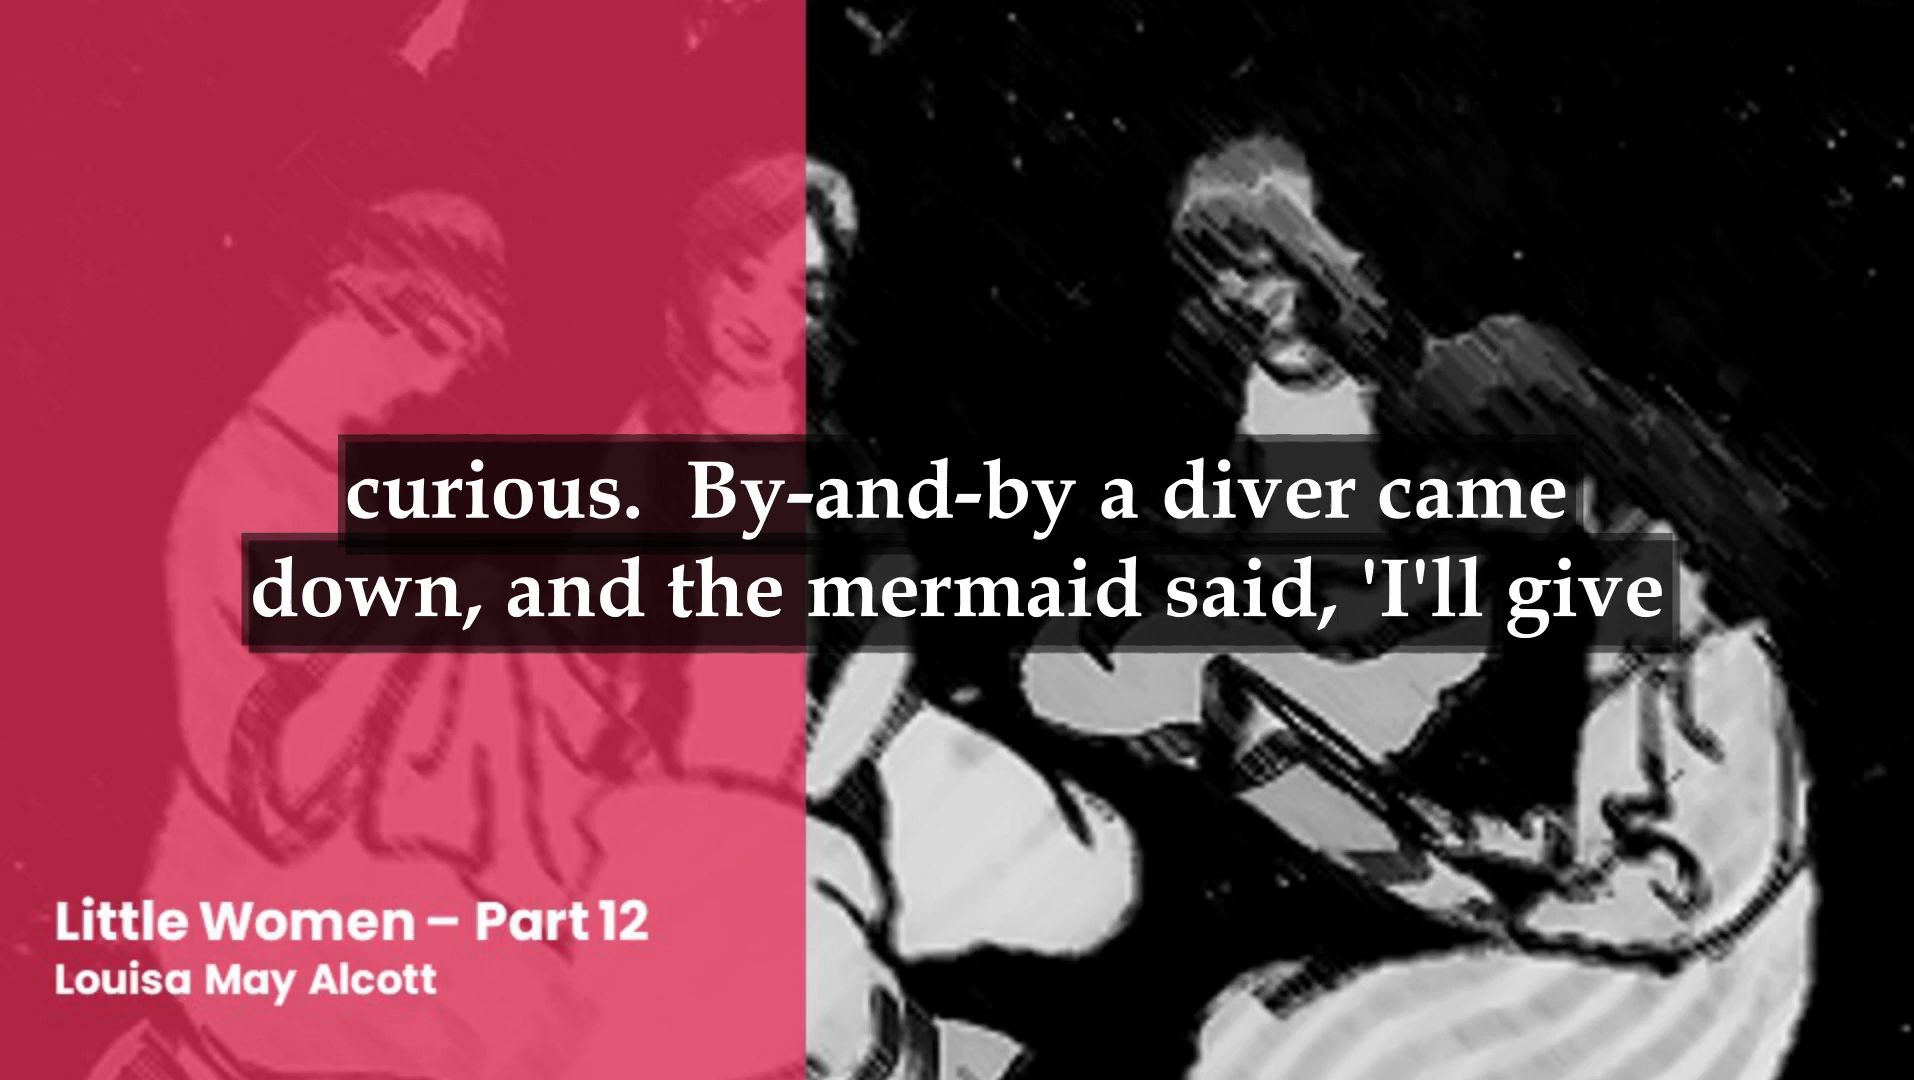 curious.  By-and-by a diver came
down, and the mermaid said, 'I'll give
Little Women – Part 12
Louisa May Alcott